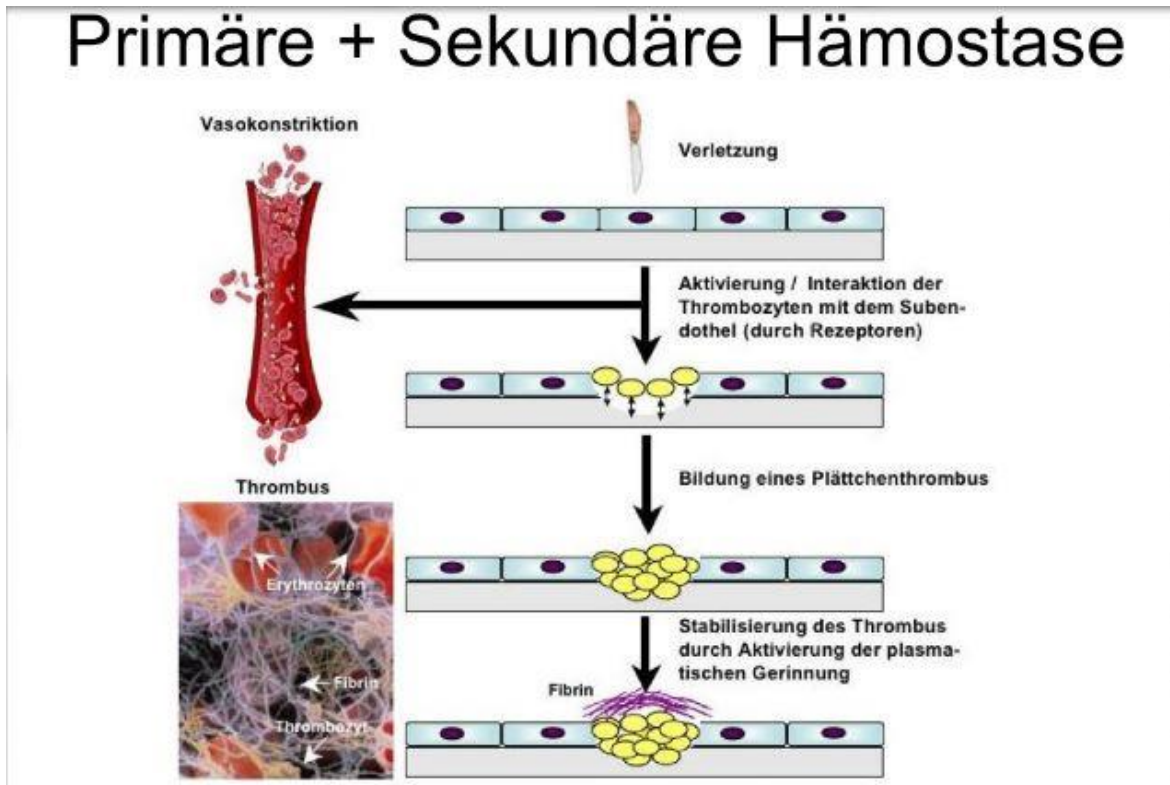 Primäre + Sekundäre Hämostase
Vasokonstriktion
Verletzung
Aktivierung / Interaktion der
Thrombozyten mit dem Suben-
dothel (durch Rezeptoren)
Bildung eines Plättchenthrombus
Thrombus
Erythrozyten
Fibrin
Thrombozyt
Stabilisierung des Thrombus
durch Aktivierung der plasma-
tischen Gerinnung
Fibrin